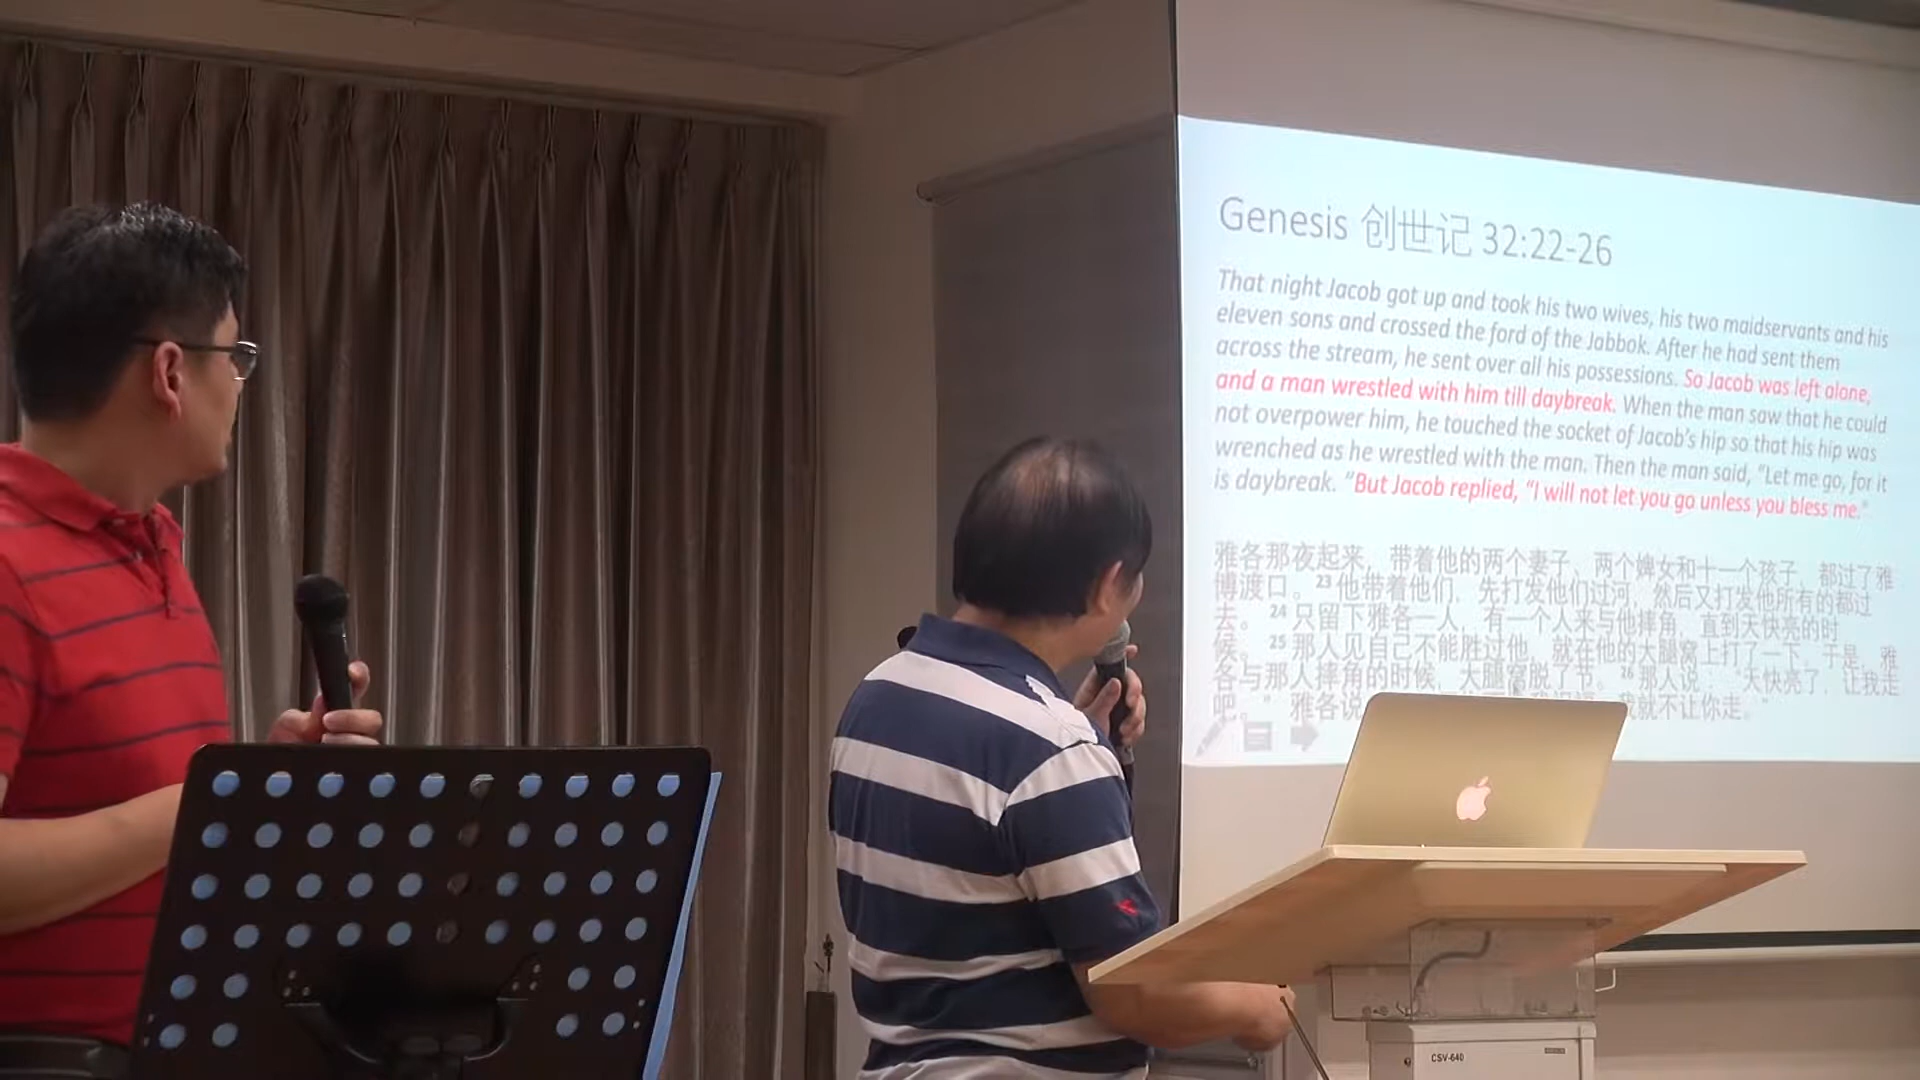 Genesis 创世记 32:22-26
That night Jacob got up and took his two wives, his two maidservants and his
eleven sons and crossed the ford of the Jabbok. After he had sent them
across the stream, he sent over all his possessions. So Jacob was left alone,
and a man wrestled with him till daybreak. When the man saw that he could
not overpower him, he touched the socket of Jacob's hip so that his hip was
wrenched as he wrestled with the man. Then the man said, "Let me go, for it
is daybreak. "But Jacob replied, "I will not let you go unless you bless me."
雅各那夜起来，带着他的两个妻子，两个婢女和十一个孩子，都过了雅
博渡口。23 他带着他们，先打发他们过河，然后又打发他所有的都过
去。24 只留下雅各一人，有一个人来与他摔角，直到天快亮的时
候。25 那人见自己不能胜过他，就在他的大腿窝上打了一下，于是，雅
各与那人摔角的时候，大腿窝脱了节。26 那人说："天快亮了，让我走
吧。" 雅各说 我就不让你走。"
CSV-640